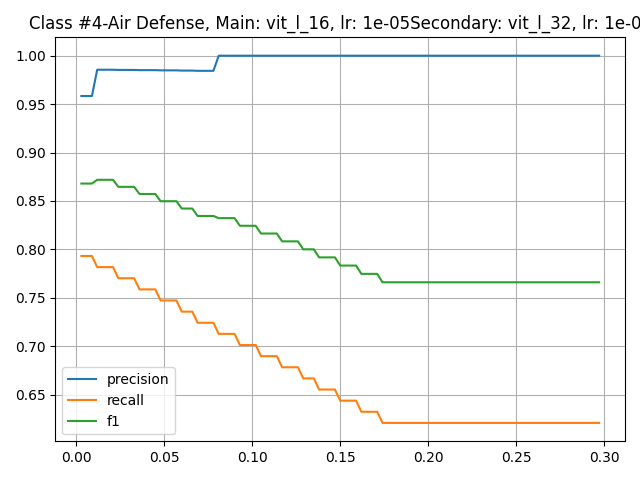 Class #4-Air Defense, Main: vit_l_16, lr: 1e-05Secondary: vit_l_32, lr: 1e-0
1.00
0.95
0.90
0.85
0.80
0.75
0.70
0.65
precision
recall
f1
0.00 0.05 0.10 0.15 0.20 0.25 0.30